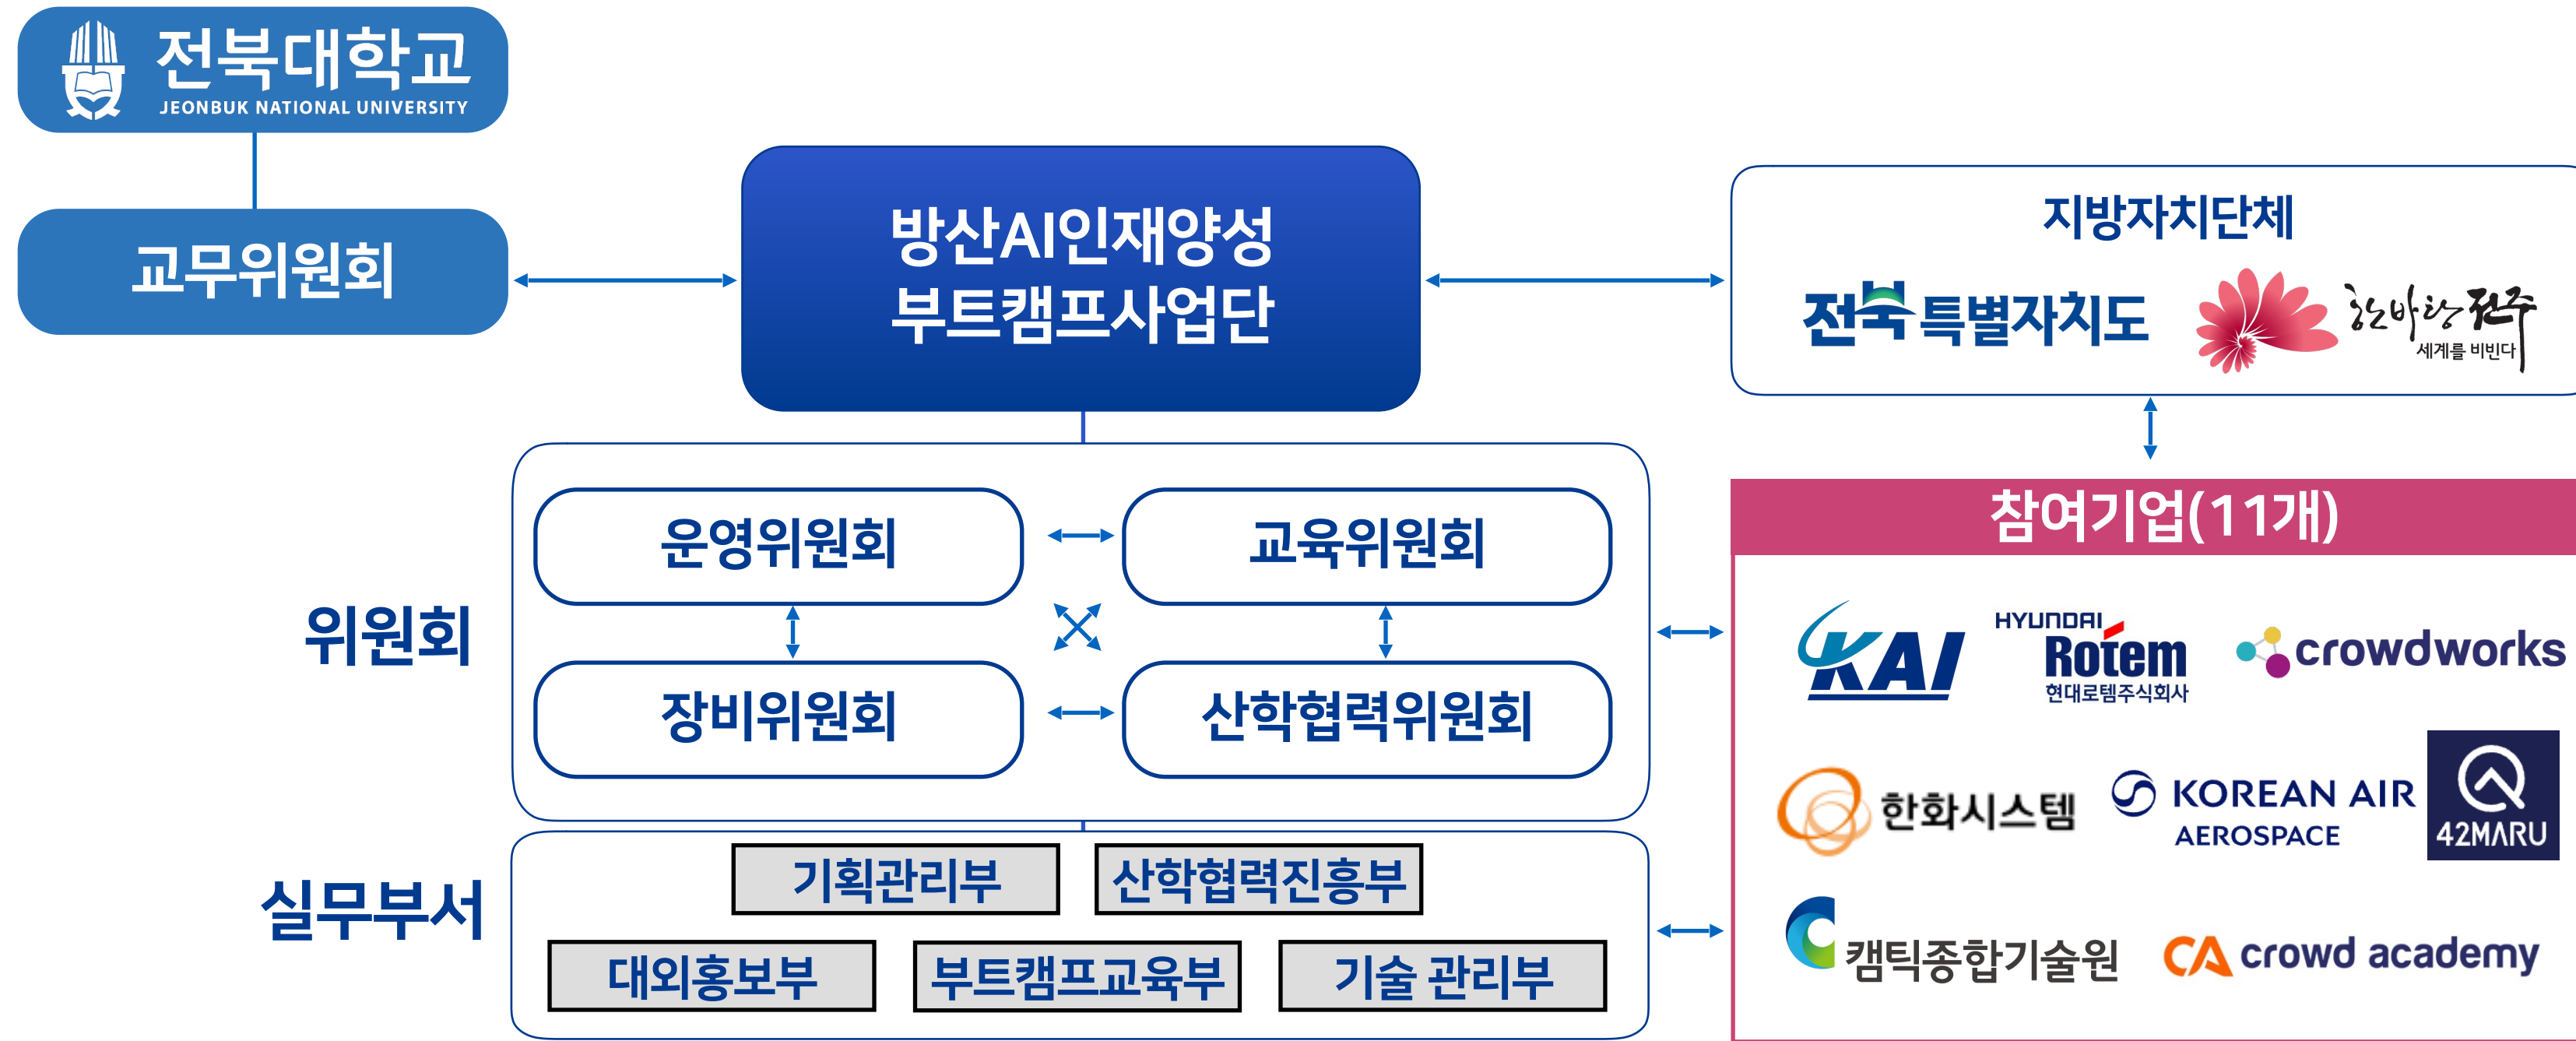 전북대학교
JEONBUK NATIONAL UNIVERSITY
교무위원회
방산AI인재양성
부트캠프사업단
지방자치단체
전북특별자치도
한바탕전주
세계를 비빈다
위원회
운영위원회
교육위원회
장비위원회
산학협력위원회
실무부서
기획관리부
산학협력진흥부
대외홍보부
부트캠프교육부
기술 관리부
참여기업(11개)
KAI
HYUNDAI
Rotem
현대로템주식회사
crowdworks
한화시스템
KOREAN AIR
AEROSPACE
42MARU
캠틱종합기술원
CA crowd academy